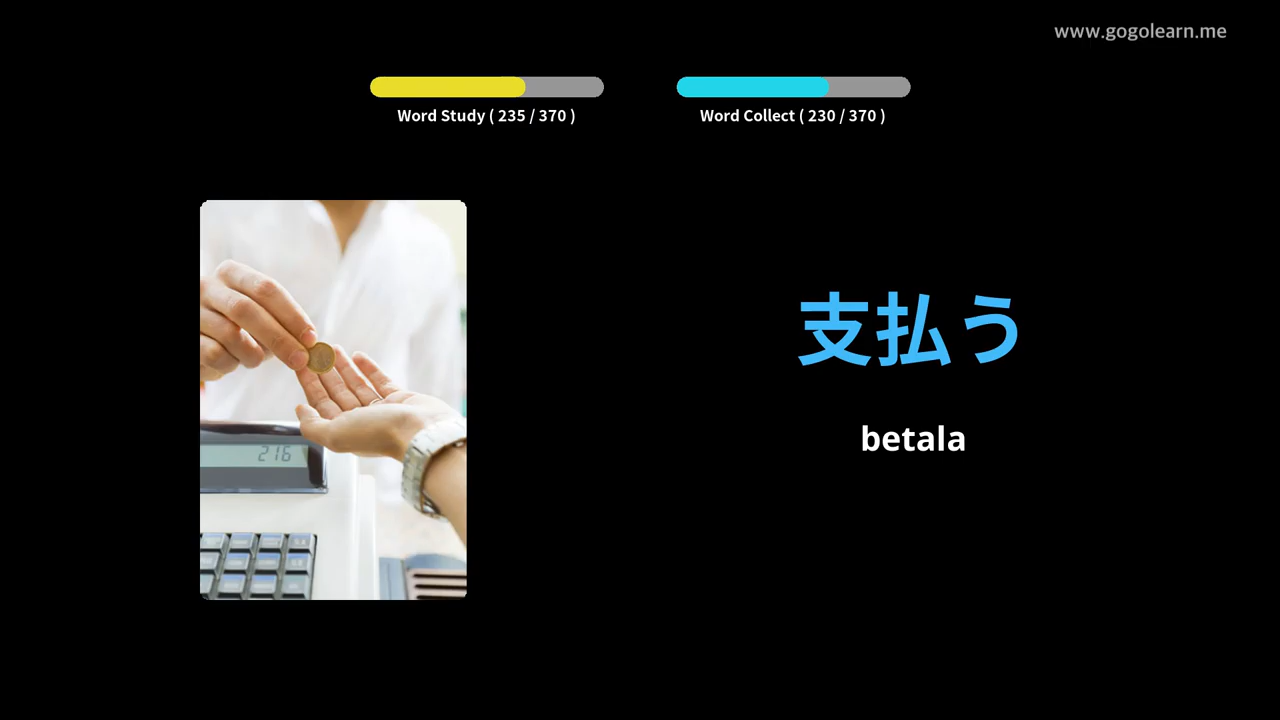 www.gogolearn.me
Word Study ( 235 / 370 )
Word Collect ( 230 / 370 )
支払う
betala
216